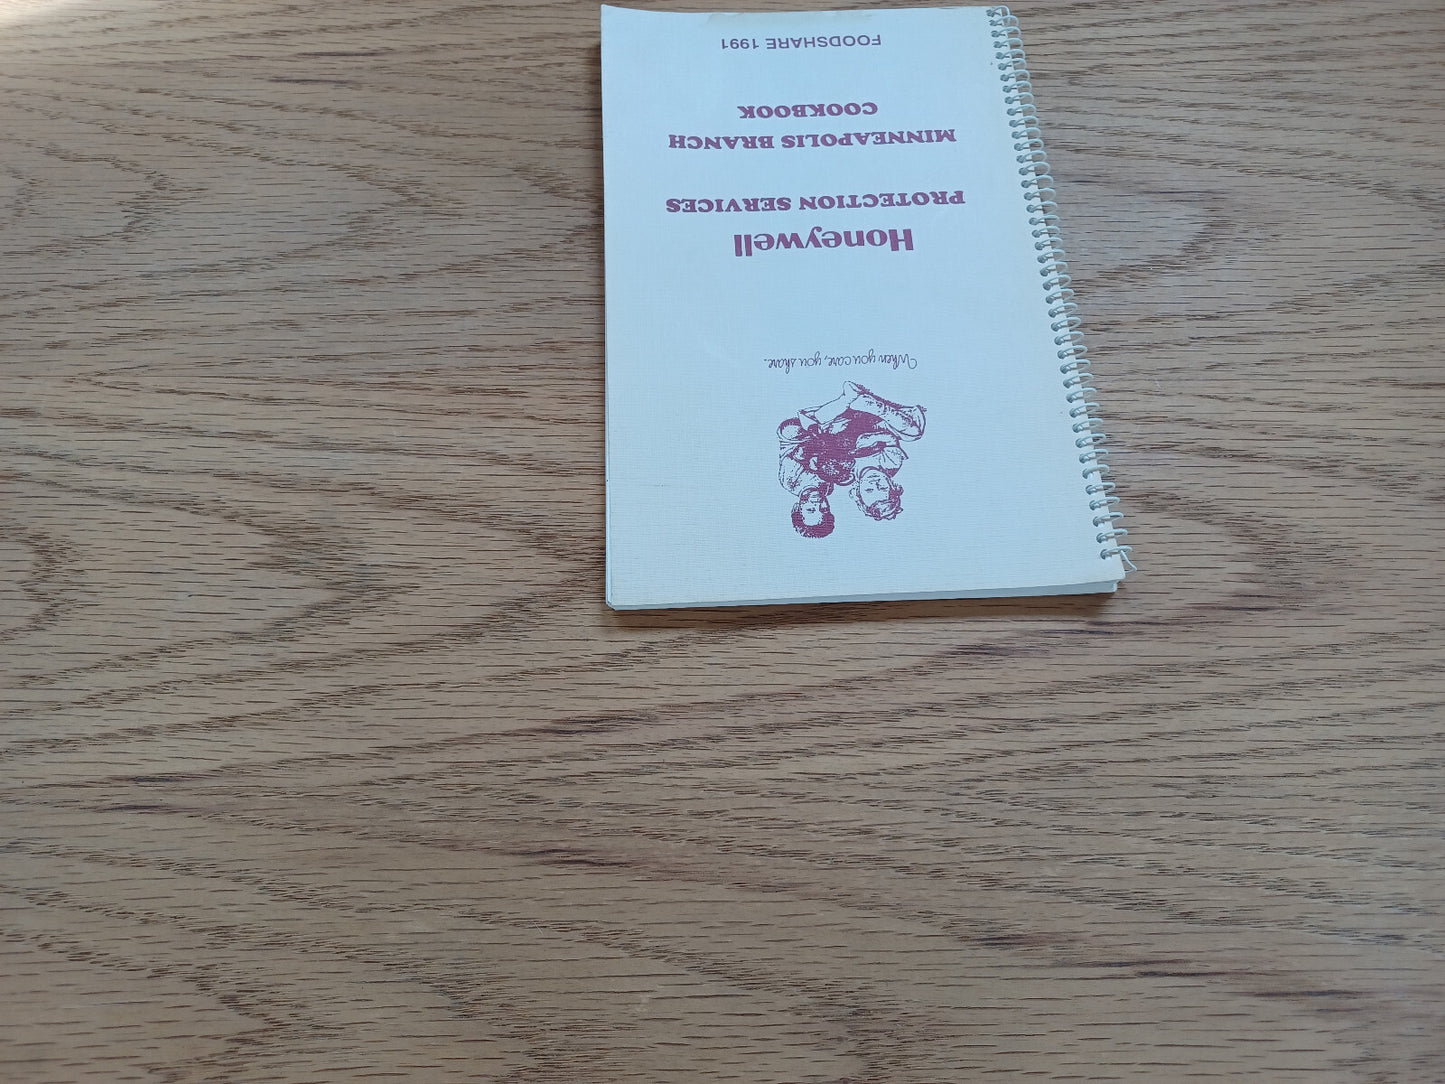 When you care, you share.
Honeywell
PROTECTION SERVICES
MINNEAPOLIS BRANCH
COOKBOOK
FOODSHARE 1991